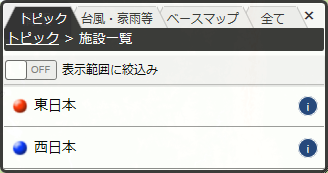 トピック 台風・豪雨等 ベースマップ 全て ×
トピック > 施設一覧
OFF 表示範囲に絞込み
東日本 i
西日本 i